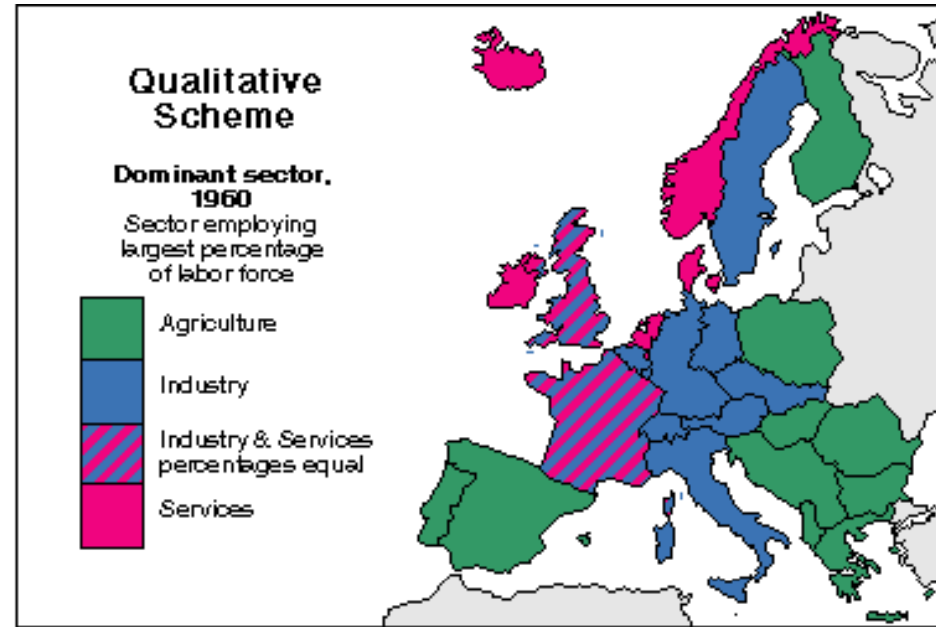 Qualitative
Scheme
Dominant sector,
1960
Sector employing
largest percentage
of labor force
Agriculture
Industry
Industry & Services
percentages equal
Services